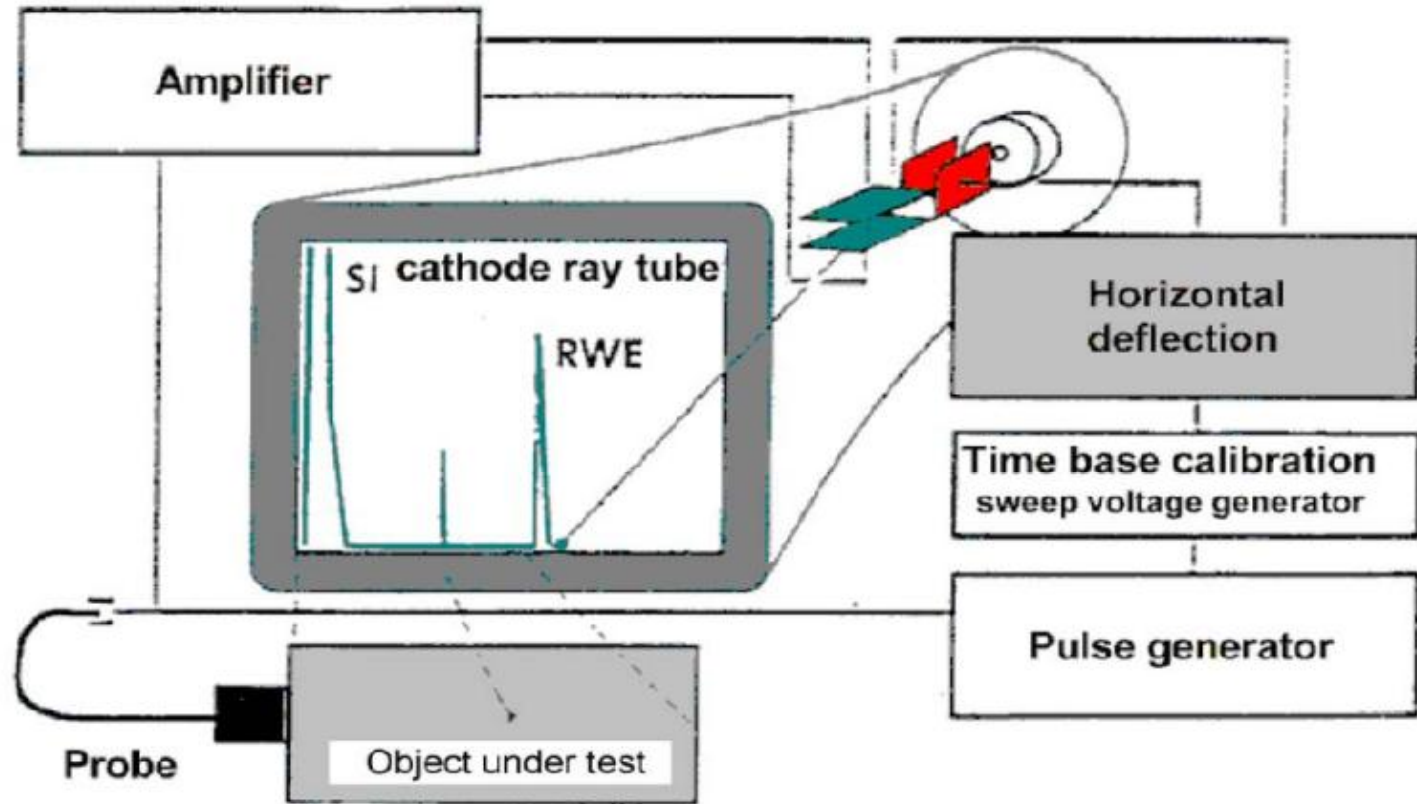 Amplifier
SI cathode ray tube
RWE
Horizontal
deflection
Time base calibration
sweep voltage generator
Pulse generator
Probe
Object under test